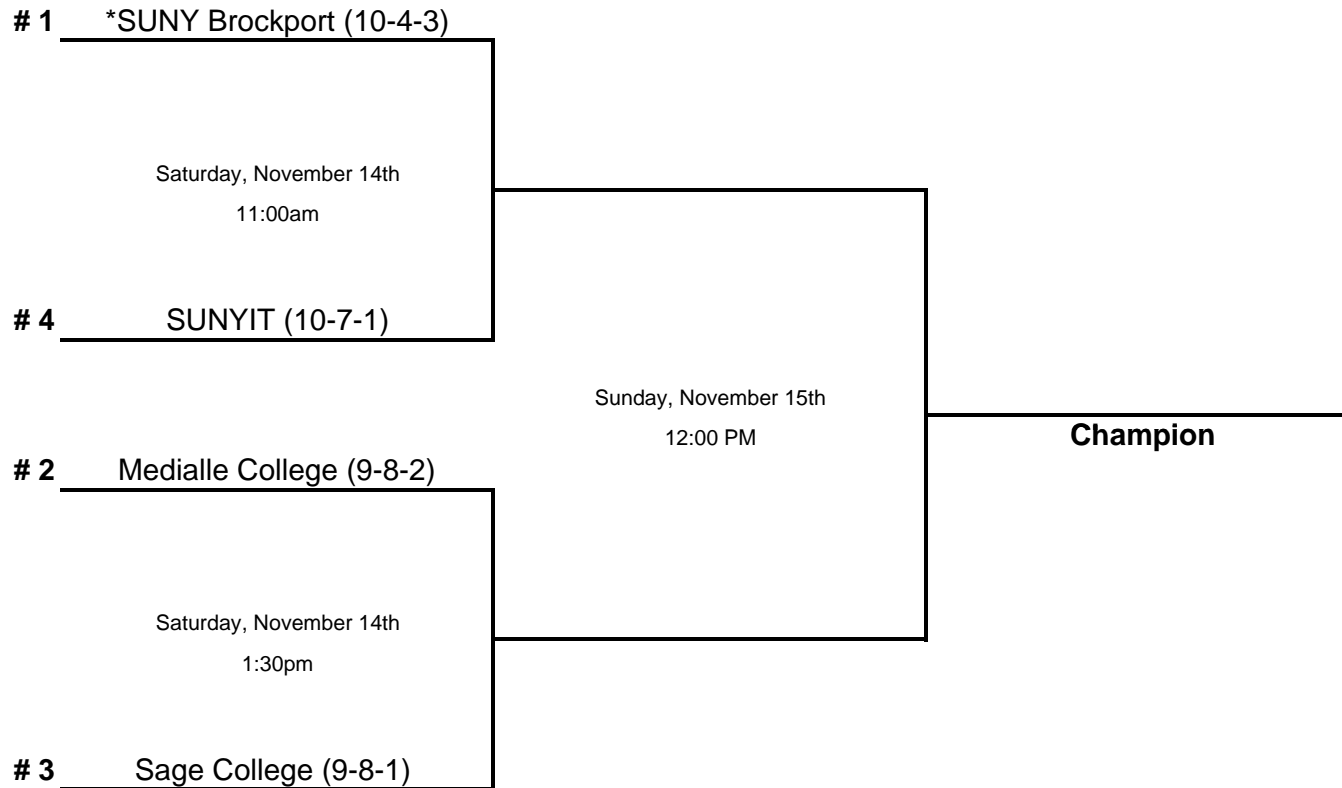 # 1 *SUNY Brockport (10-4-3)
Saturday, November 14th
11:00am
# 4 SUNYIT (10-7-1)
Sunday, November 15th
12:00 PM
Champion
# 2 Medialle College (9-8-2)
Saturday, November 14th
1:30pm
# 3 Sage College (9-8-1)